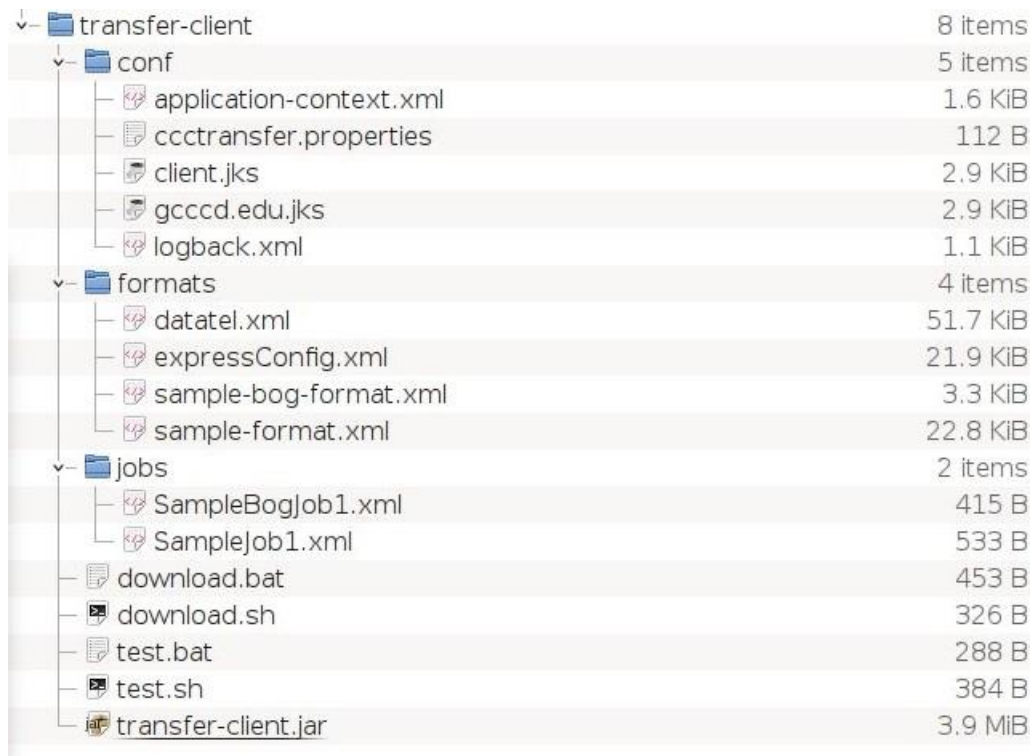 transfer-client 8 items
conf 5 items
application-context.xml 1.6 KiB
ccctransfer.properties 112 B
client.jks 2.9 KiB
gcccd.edu.jks 2.9 KiB
logback.xml 1.1 KiB
formats 4 items
datatel.xml 51.7 KiB
expressConfig.xml 21.9 KiB
sample-bog-format.xml 3.3 KiB
sample-format.xml 22.8 KiB
jobs 2 items
SampleBogJob1.xml 415 B
SampleJob1.xml 533 B
download.bat 453 B
download.sh 326 B
test.bat 288 B
test.sh 384 B
transfer-client.jar 3.9 MiB